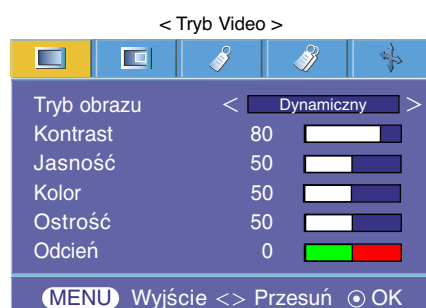 < Tryb Video >
Tryb obrazu < Dynamiczny >
Kontrast 80
Jasność 50
Kolor 50
Ostrość 50
Odcień 0
MENU Wyjście <> Przesuń ⊙ OK